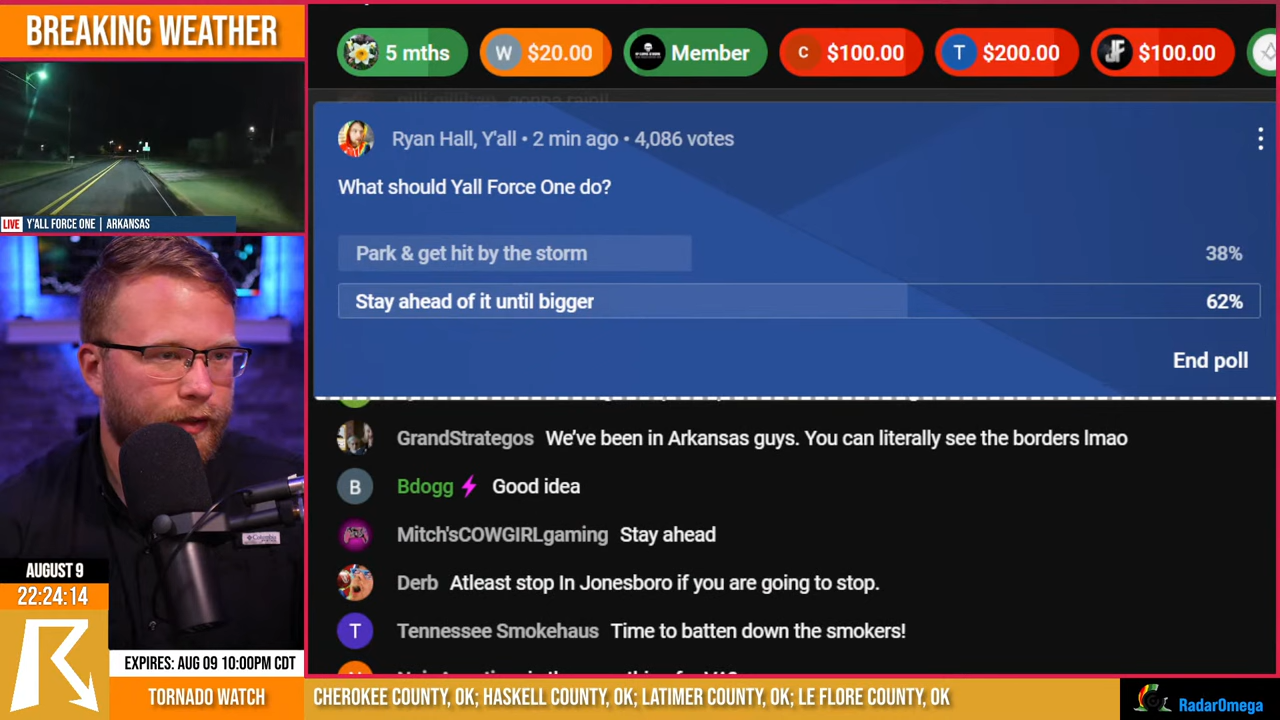 BREAKING WEATHER
LIVE Y'ALL FORCE ONE | ARKANSAS
5 mths
W $20.00
Member
C $100.00
T $200.00
JF $100.00
gonna rain!!
Ryan Hall, Y'all • 2 min ago • 4,086 votes
What should Yall Force One do?
Park & get hit by the storm 38%
Stay ahead of it until bigger 62%
End poll
GrandStrategos We've been in Arkansas guys. You can literally see the borders lmao
B Bdogg Good idea
Mitch'sCOWGIRLgaming Stay ahead
Derb Atleast stop In Jonesboro if you are going to stop.
T Tennessee Smokehaus Time to batten down the smokers!
Columbia
AUGUST 9
22:24:14
R
EXPIRES: AUG 09 10:00PM CDT
TORNADO WATCH
CHEROKEE COUNTY, OK; HASKELL COUNTY, OK; LATIMER COUNTY, OK; LE FLORE COUNTY, OK
RadarOmega